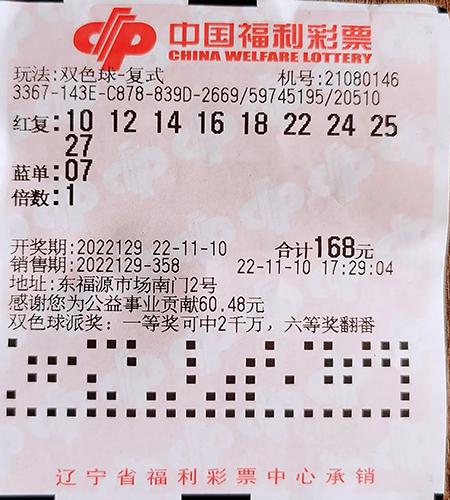 中国福利彩票
CHINA WELFARE LOTTERY
玩法:双色球-复式 机号:21080146
3367-143E-C878-839D-2669/59745195/20510
红复:10 12 14 16 18 22 24 25
27
蓝单:07
倍数:1
开奖期:2022129 22-11-10 合计168元
销售期:2022129-358 22-11-10 17:29:04
地址:东福源市场南门2号
感谢您为公益事业贡献60.48元
双色球派奖:一等奖可中2千万,六等奖翻番
辽宁省福利彩票中心承销